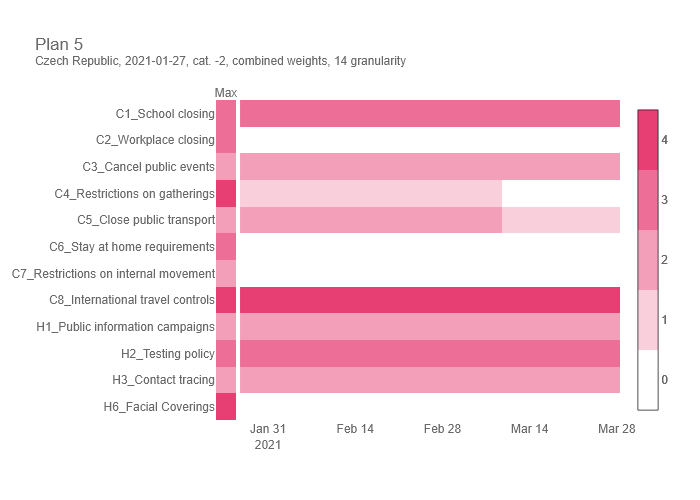 Plan 5
Czech Republic, 2021-01-27, cat. -2, combined weights, 14 granularity
Max
C1_School closing
C2_Workplace closing
C3_Cancel public events
C4_Restrictions on gatherings
C5_Close public transport
C6_Stay at home requirements
C7_Restrictions on internal movement
C8_International travel controls
H1_Public information campaigns
H2_Testing policy
H3_Contact tracing
H6_Facial Coverings
Jan 31 Feb 14 Feb 28 Mar 14 Mar 28
2021
4
3
2
1
0